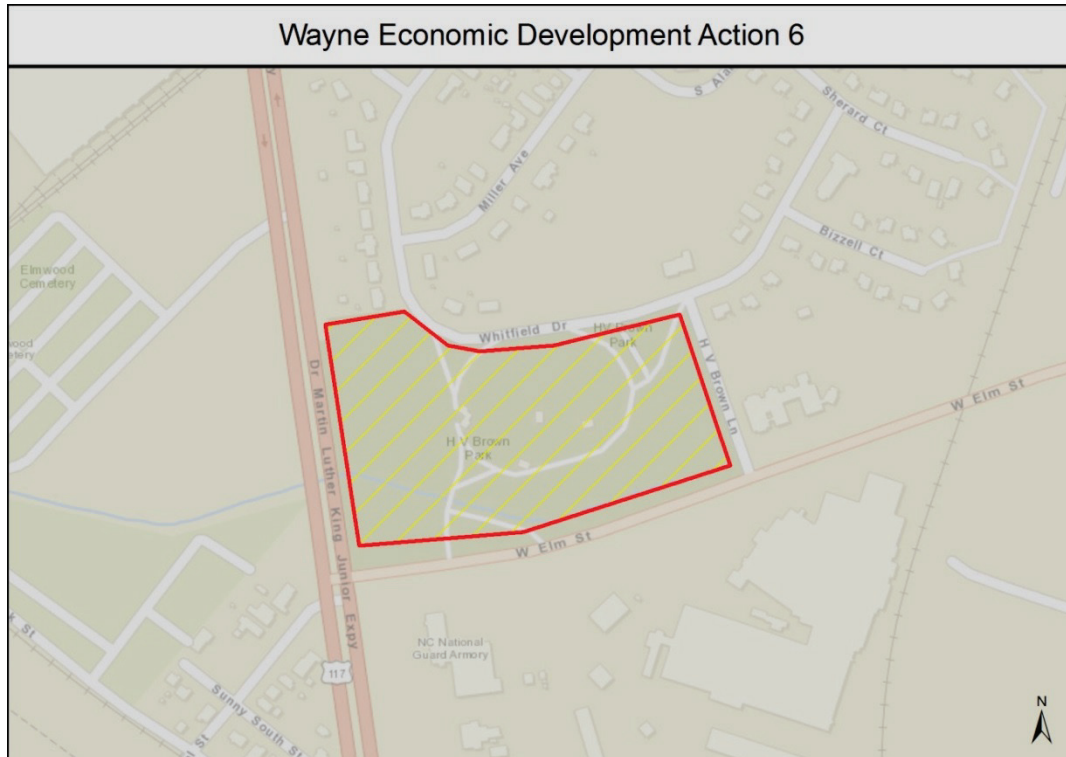 Wayne Economic Development Action 6
Sherard Ct
Miller Ave
Bizzell Ct
Elmwood
Cemetery
Whitfield Dr
Park
H V Brown Ln
W Elm St
Dr Martin Luther King Junior Expy
H V Brown
Park
W Elm St
NC National
Guard Armory
117
Sunny South St
N